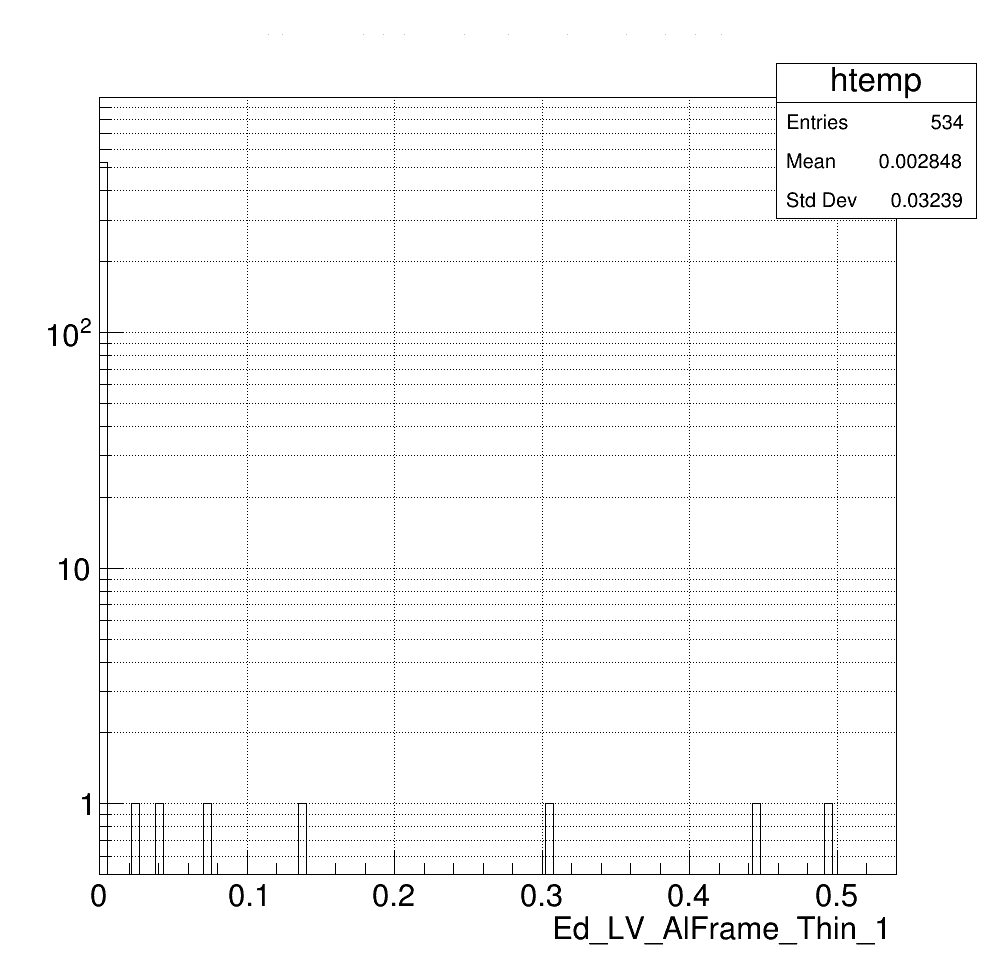 htemp
Entries 534
Mean 0.002848
Std Dev 0.03239
10²
10
1
0 0.1 0.2 0.3 0.4 0.5
Ed_LV_AlFrame_Thin_1